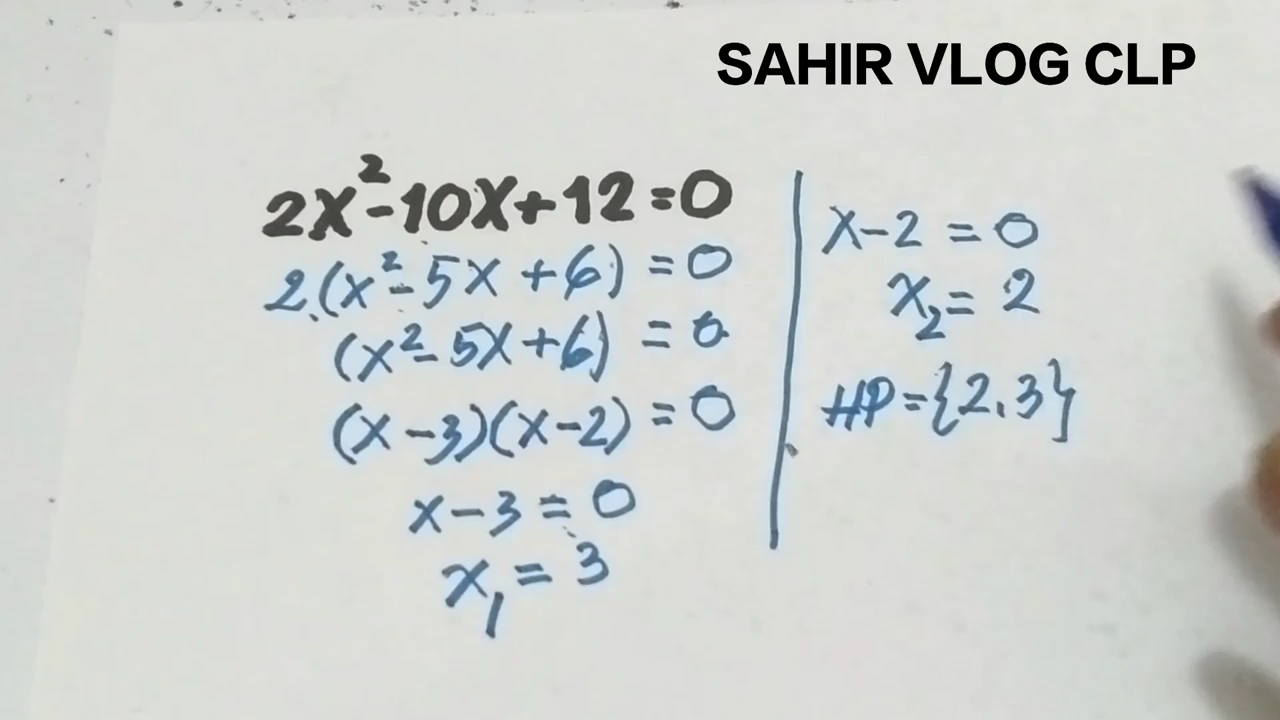 SAHIR VLOG CLP
2x²-10x+12=0
2(x²-5x+6)=0
(x²-5x+6)=0
(x-3)(x-2)=0
x-3=0
x₁=3
x-2=0
x₂=2
HP={2,3}